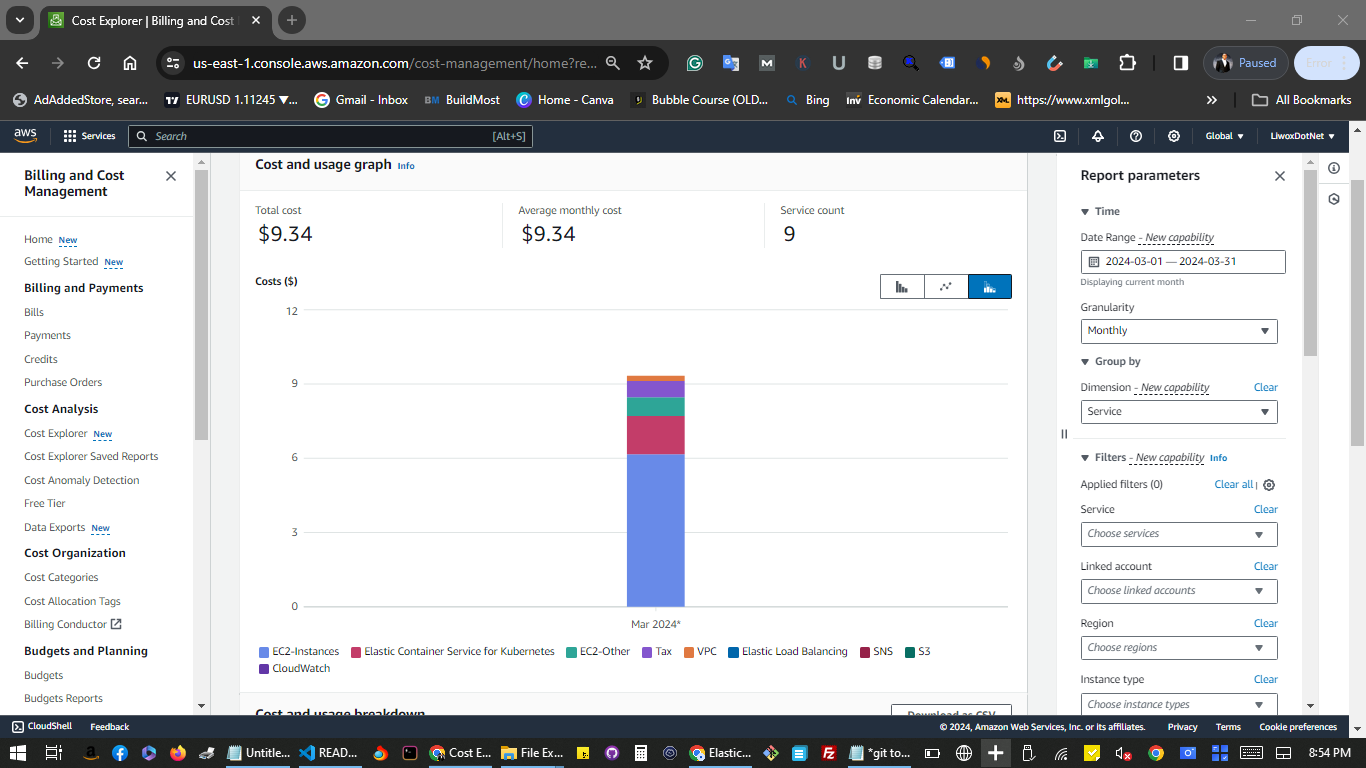 Cost Explorer | Billing and Cost
us-east-1.console.aws.amazon.com/cost-management/home?re...
Paused
Error
AdAddedStore, sear...
EURUSD 1.11245 ▼...
Gmail - Inbox
BuildMost
Home - Canva
Bubble Course (OLD...
Bing
Economic Calendar...
https://www.xmlgol...
»
All Bookmarks
aws
Services
Search
[Alt+S]
Global
LiwoxDotNet
Billing and Cost
Management
Home New
Getting Started New
Billing and Payments
Bills
Payments
Credits
Purchase Orders
Cost Analysis
Cost Explorer New
Cost Explorer Saved Reports
Cost Anomaly Detection
Free Tier
Data Exports New
Cost Organization
Cost Categories
Cost Allocation Tags
Billing Conductor
Budgets and Planning
Budgets
Budgets Reports
Cost and usage graph Info
Total cost
$9.34
Average monthly cost
$9.34
Service count
9
Costs ($)
12
9
6
3
0
Mar 2024*
EC2-Instances Elastic Container Service for Kubernetes EC2-Other Tax VPC Elastic Load Balancing SNS S3
CloudWatch
Cost and usage breakdown
Download as CSV
Report parameters
Time
Date Range - New capability
2024-03-01 — 2024-03-31
Displaying current month
Granularity
Monthly
Group by
Dimension - New capability Clear
Service
Filters - New capability Info
Applied filters (0) Clear all
Service Clear
Choose services
Linked account Clear
Choose linked accounts
Region Clear
Choose regions
Instance type Clear
Choose instance types
CloudShell Feedback
© 2024, Amazon Web Services, Inc. or its affiliates. Privacy Terms Cookie preferences
Untitle...
READ...
Cost E...
File Ex...
Elastic...
*git to...
8:54 PM